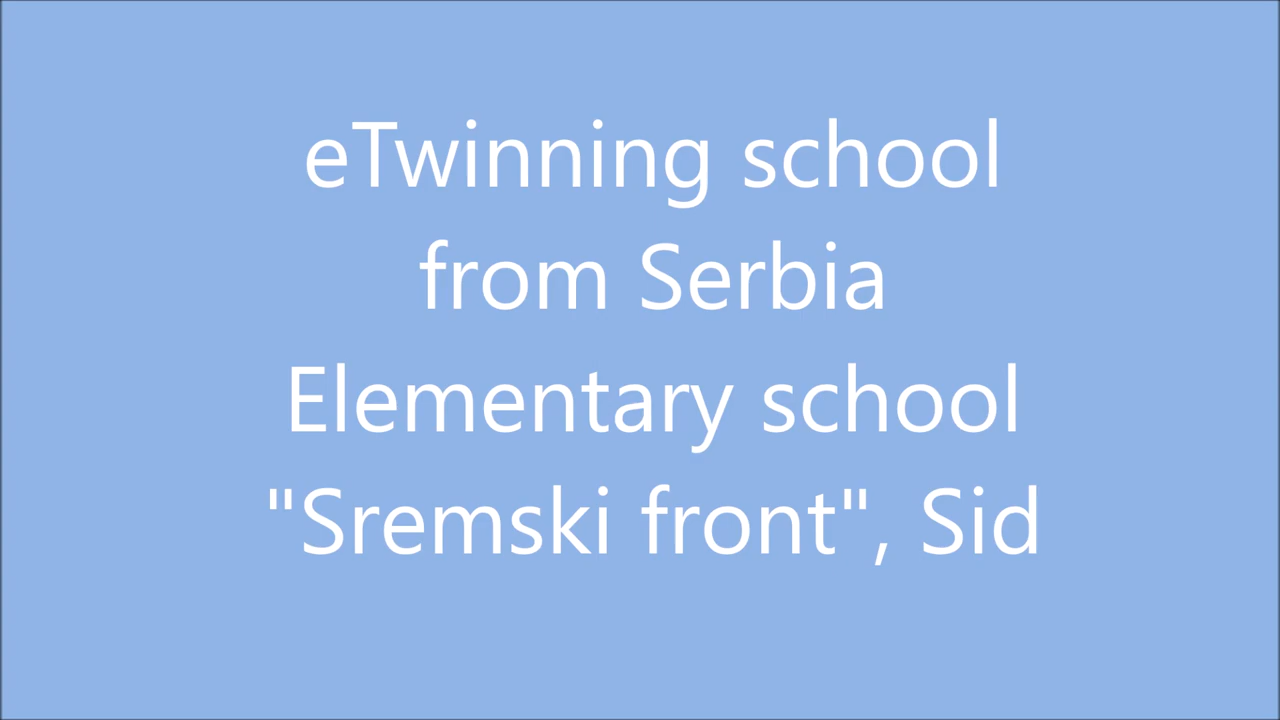 eTwinning school
from Serbia
Elementary school
"Sremski front", Sid